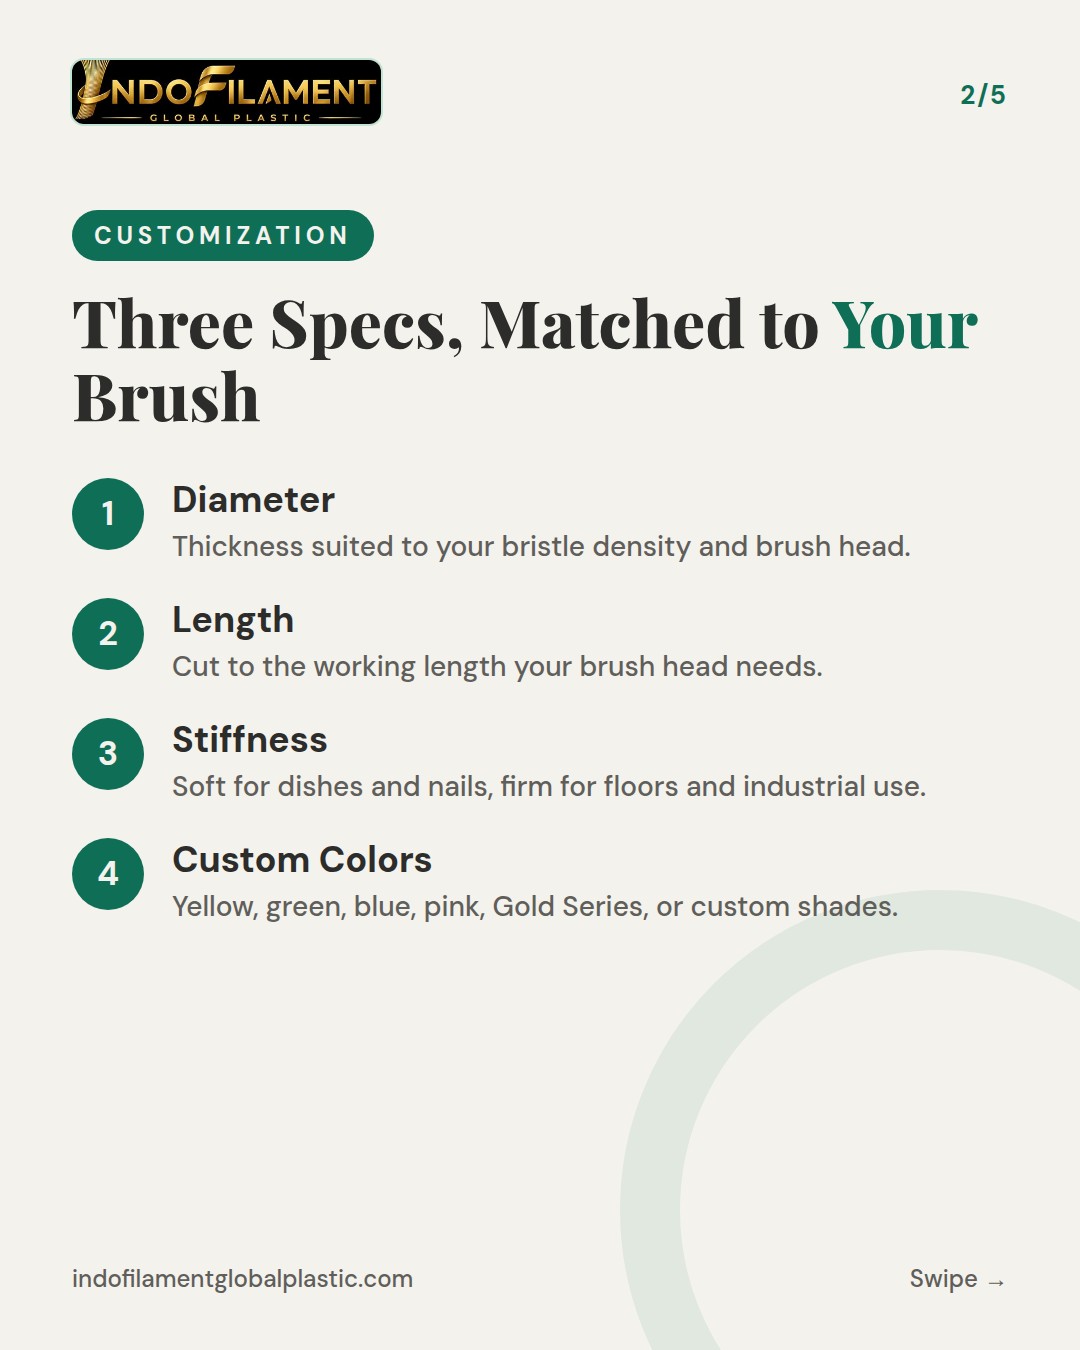 INDOFILAMENT
GLOBAL PLASTIC
2/5
CUSTOMIZATION
Three Specs, Matched to Your
Brush
1
Diameter
Thickness suited to your bristle density and brush head.
2
Length
Cut to the working length your brush head needs.
3
Stiffness
Soft for dishes and nails, firm for floors and industrial use.
4
Custom Colors
Yellow, green, blue, pink, Gold Series, or custom shades.
indofilamentglobalplastic.com
Swipe →